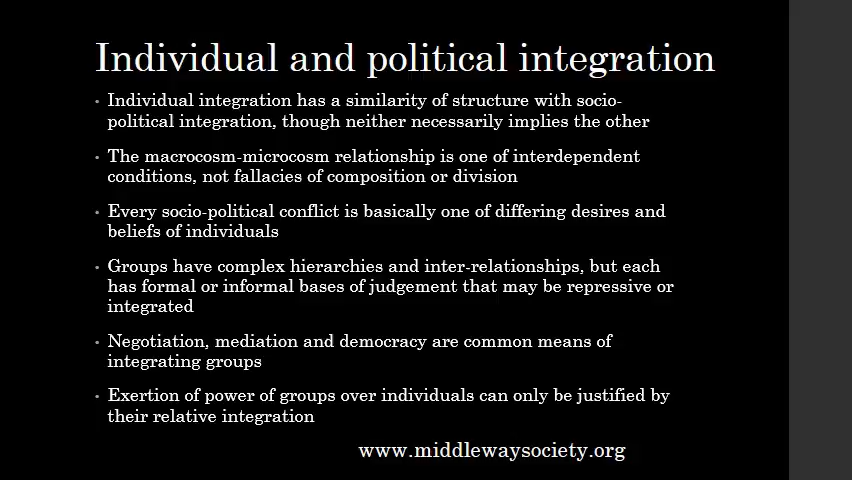 Individual and political integration
• Individual integration has a similarity of structure with socio-
political integration, though neither necessarily implies the other
• The macrocosm-microcosm relationship is one of interdependent
conditions, not fallacies of composition or division
• Every socio-political conflict is basically one of differing desires and
beliefs of individuals
• Groups have complex hierarchies and inter-relationships, but each
has formal or informal bases of judgement that may be repressive or
integrated
• Negotiation, mediation and democracy are common means of
integrating groups
• Exertion of power of groups over individuals can only be justified by
their relative integration
www.middlewaysociety.org